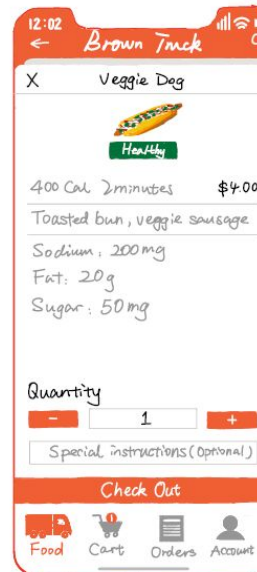 12:02
← Brown Truck
X Veggie Dog
Healthy
400 Cal 2minutes $4.00
Toasted bun, veggie sausage
Sodium: 200mg
Fat: 20g
Sugar: 50mg
Quantity
- 1 +
Special instructions (Optional)
Check Out
1
Food Cart Orders Account